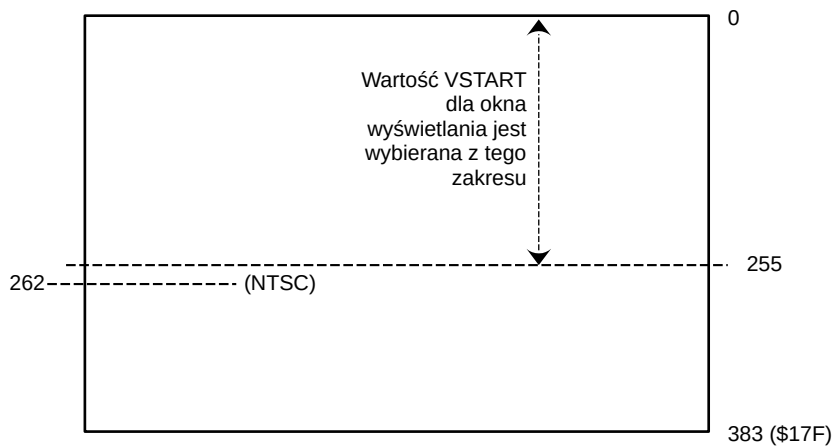 0
Wartość VSTART
dla okna
wyświetlania jest
wybierana z tego
zakresu
255
262
(NTSC)
383 ($17F)